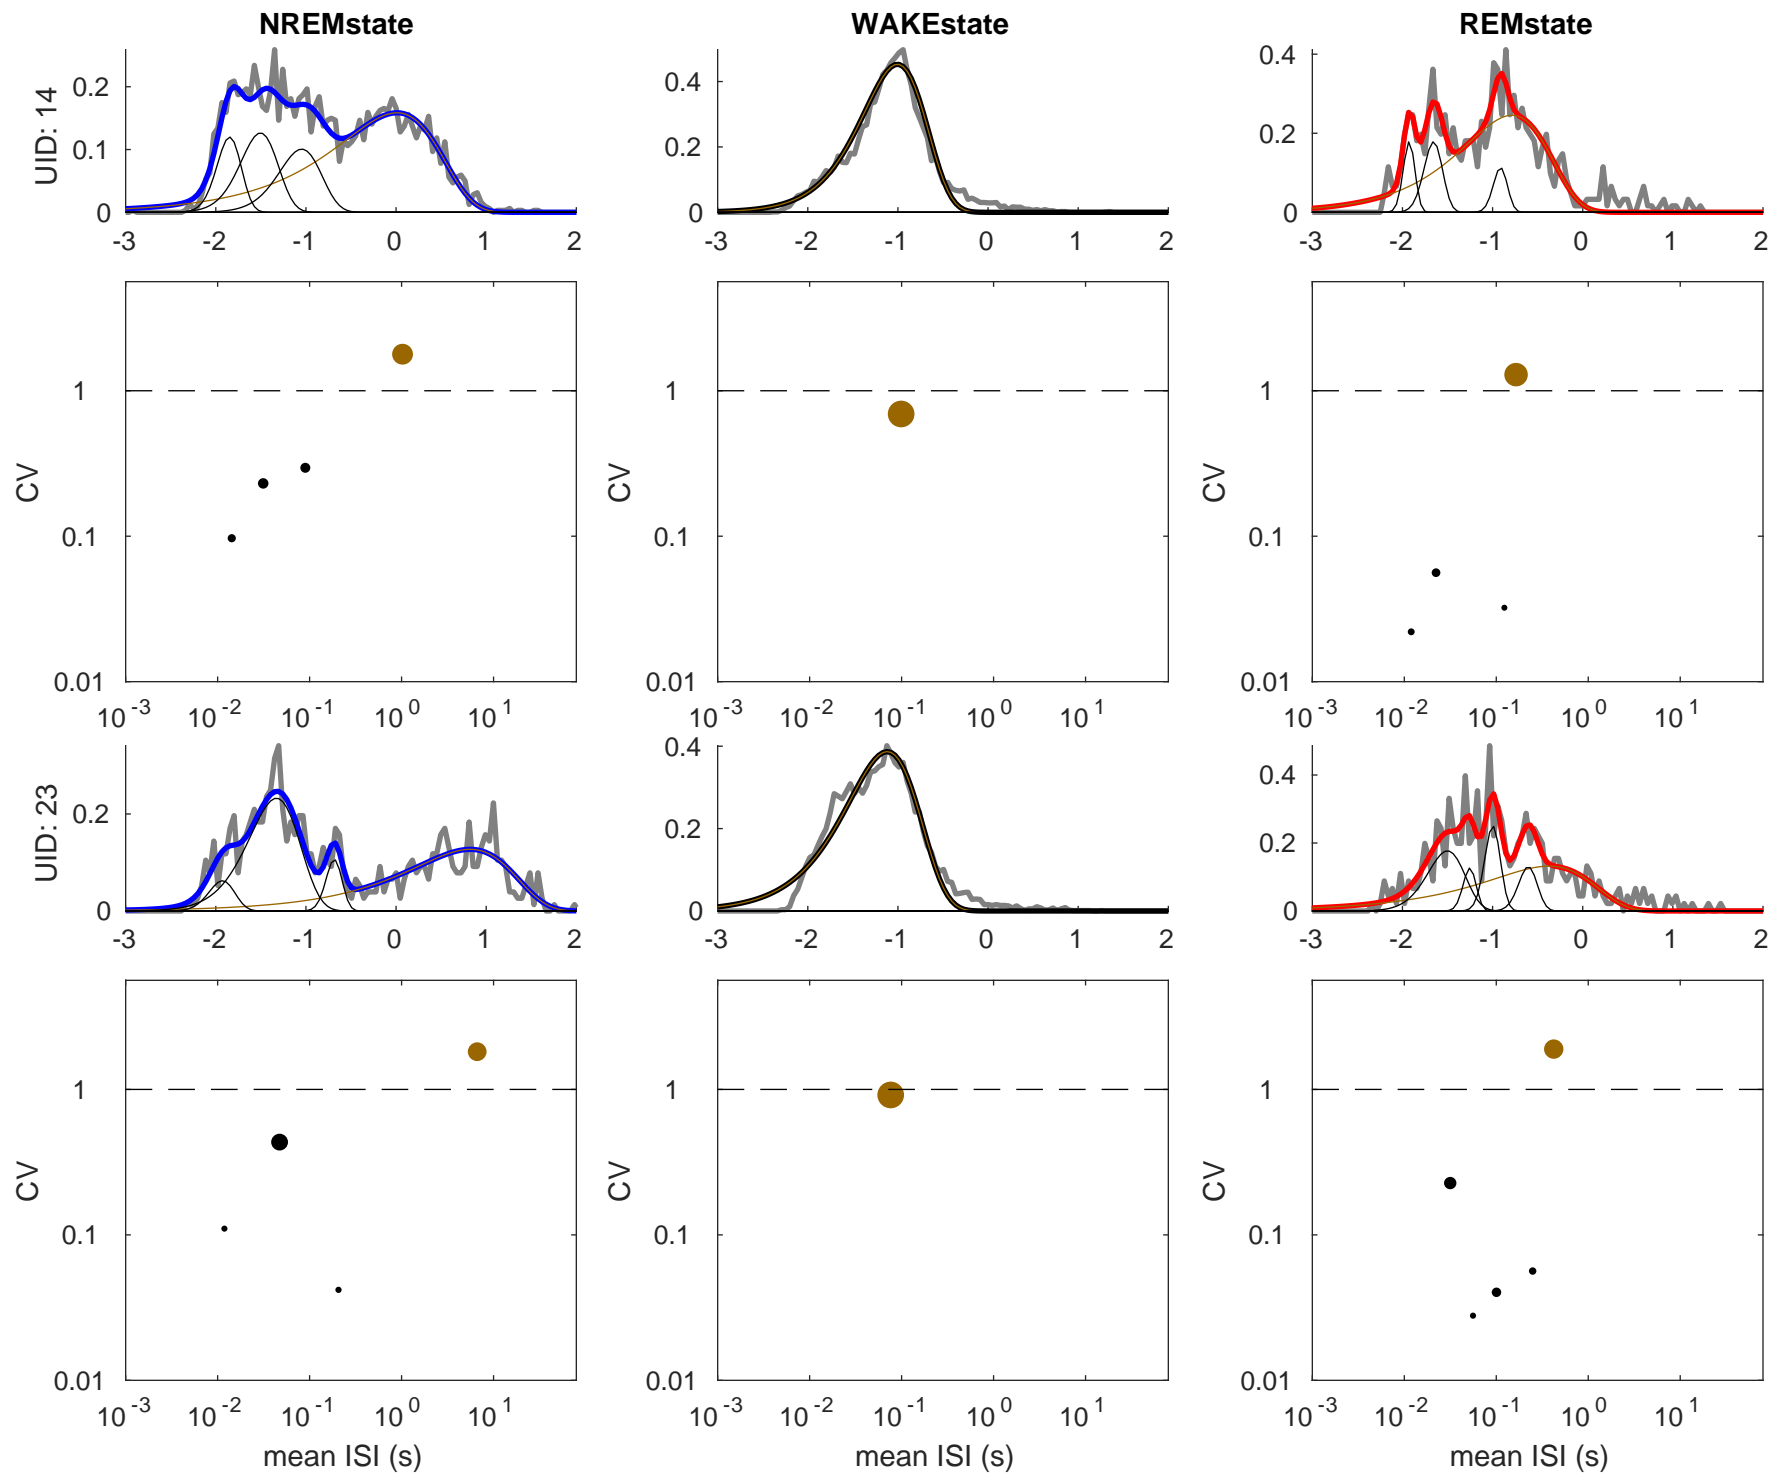 NREMstate WAKEstate REMstate
UID: 14
0.2 0.1 0
-3 -2 -1 0 1 2
0.4 0.2 0
-3 -2 -1 0 1 2
0.4 0.2 0
-3 -2 -1 0 1 2
CV
1 0.1 0.01
10^-3 10^-2 10^-1 10^0 10^1
CV
1 0.1 0.01
10^-3 10^-2 10^-1 10^0 10^1
CV
1 0.1 0.01
10^-3 10^-2 10^-1 10^0 10^1
UID: 23
0.2 0
-3 -2 -1 0 1 2
0.4 0.2 0
-3 -2 -1 0 1 2
0.4 0.2 0
-3 -2 -1 0 1 2
CV
1 0.1 0.01
10^-3 10^-2 10^-1 10^0 10^1
mean ISI (s)
CV
1 0.1 0.01
10^-3 10^-2 10^-1 10^0 10^1
mean ISI (s)
CV
1 0.1 0.01
10^-3 10^-2 10^-1 10^0 10^1
mean ISI (s)